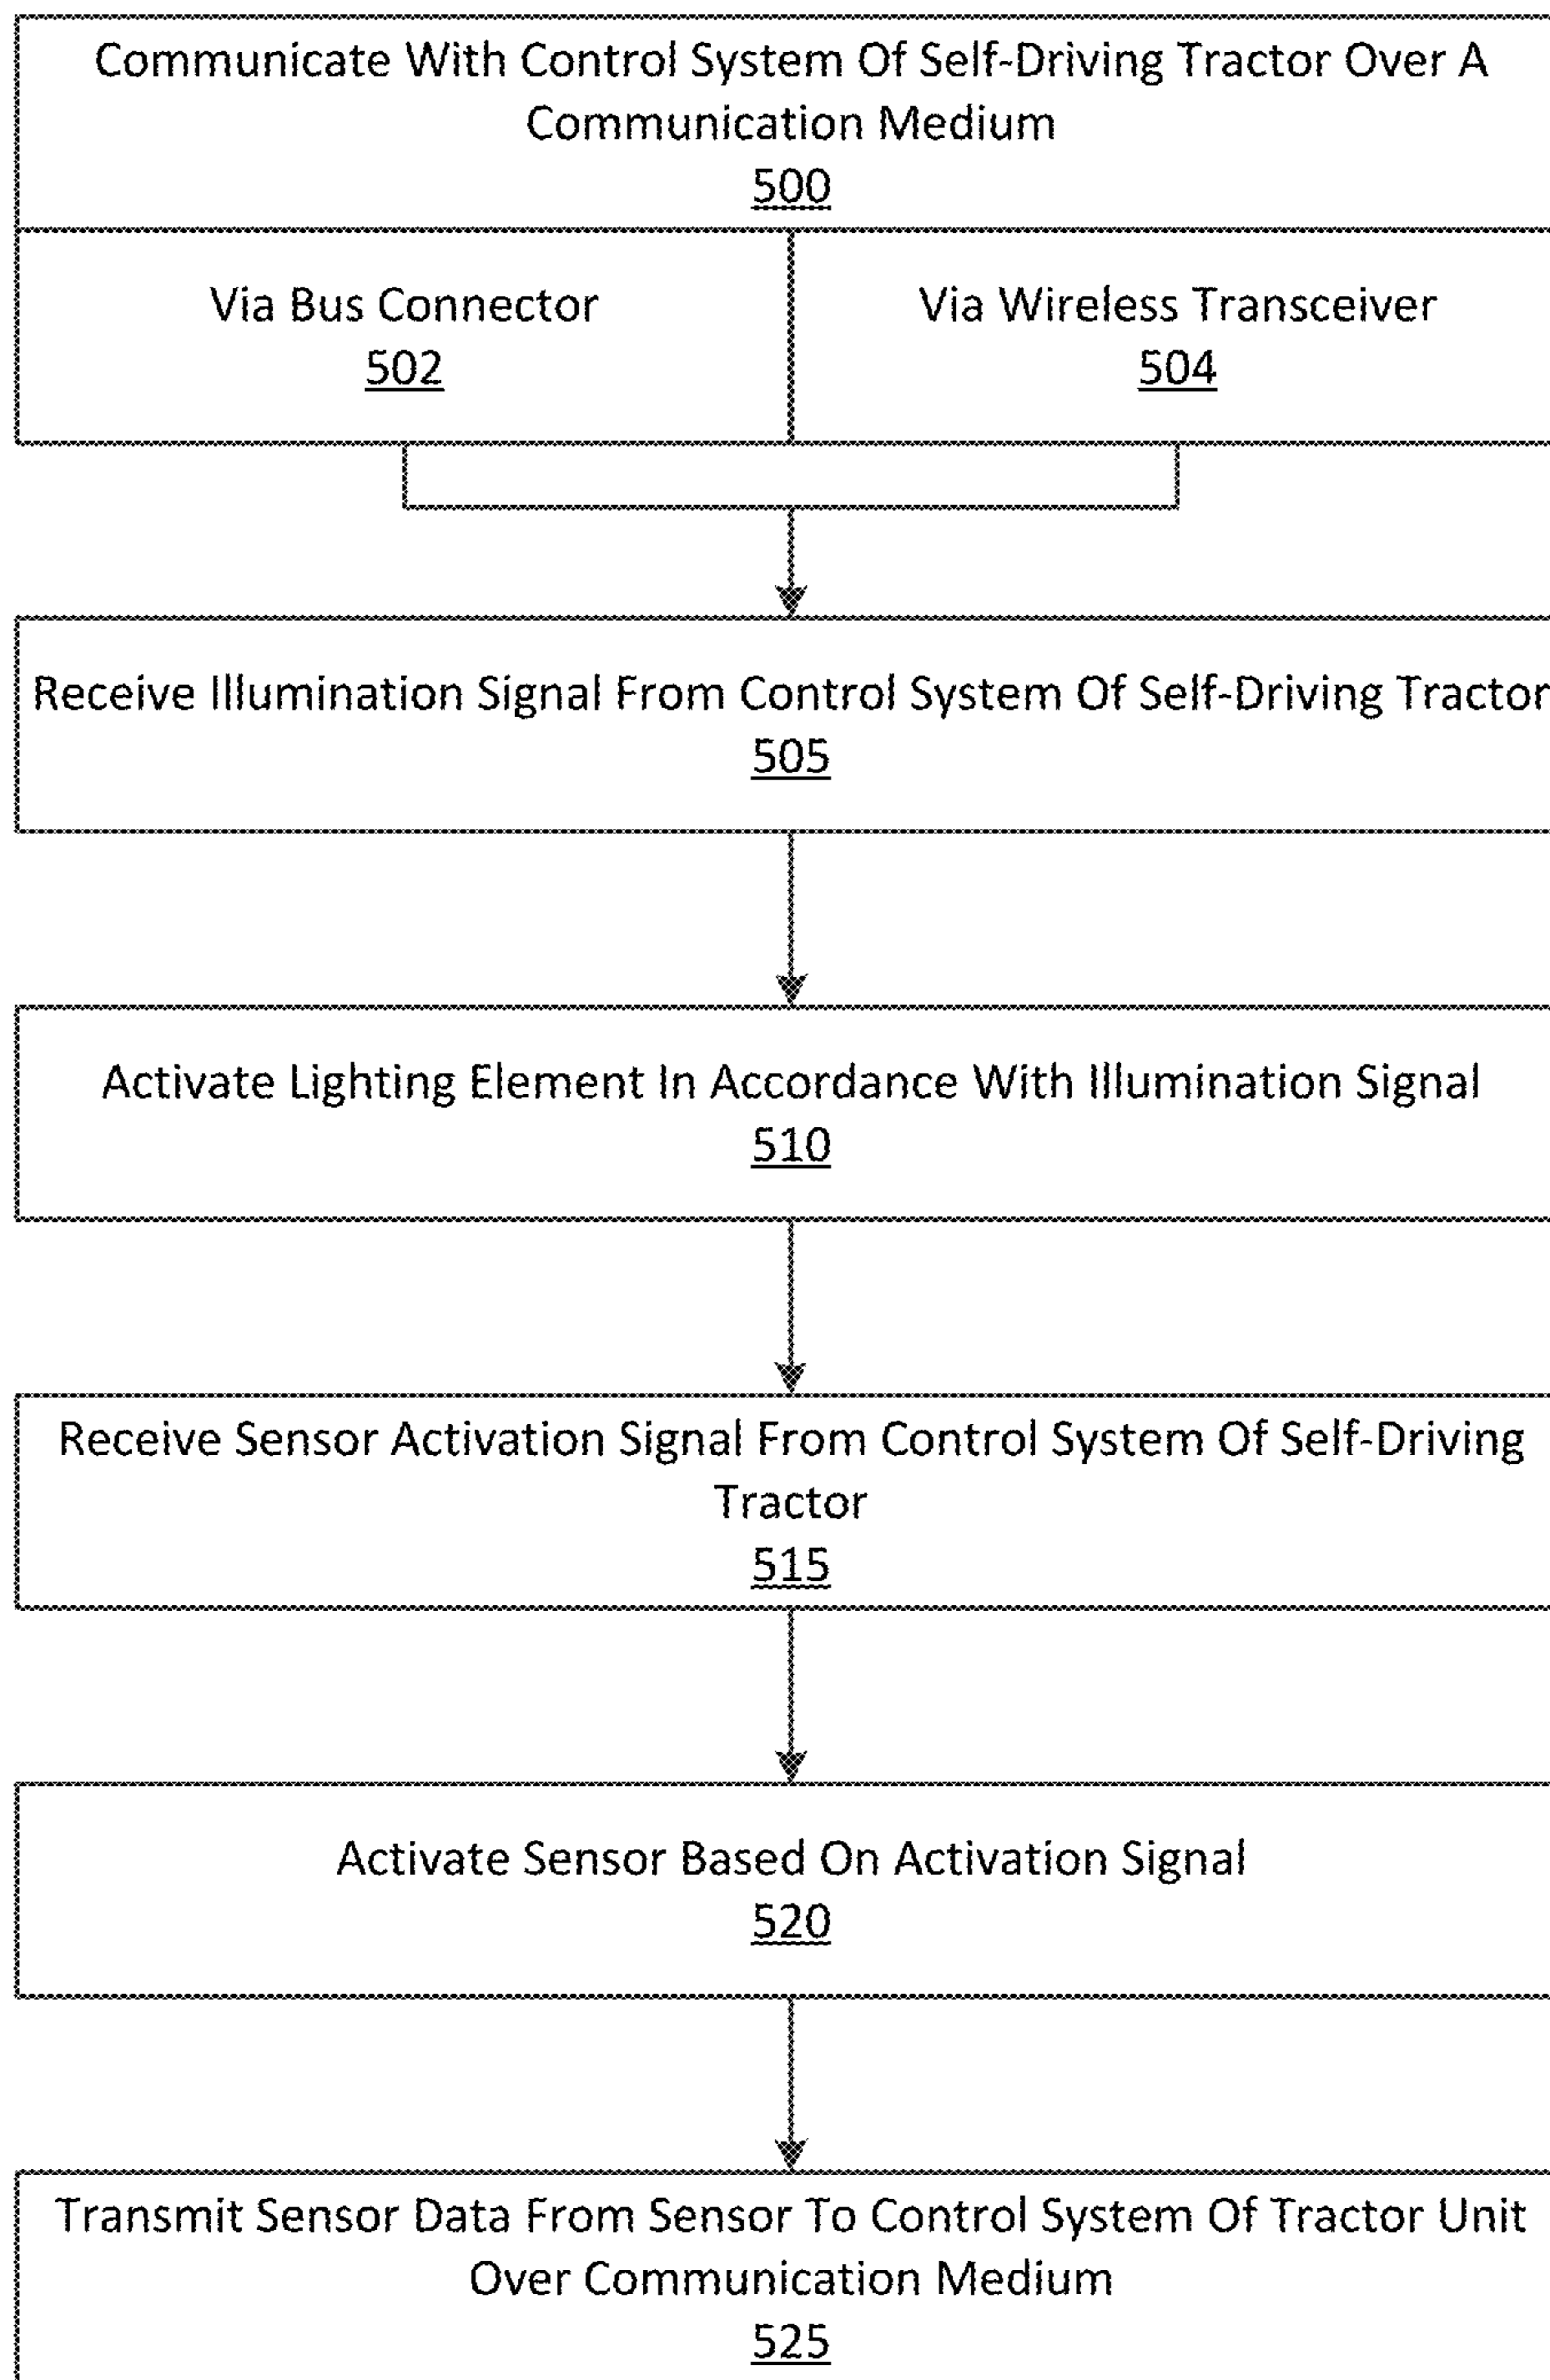 Communicate With Control System Of Self-Driving Tractor Over A
Communication Medium
500
Via Bus Connector
502
Via Wireless Transceiver
504
Receive Illumination Signal From Control System Of Self-Driving Tractor
505
Activate Lighting Element In Accordance With Illumination Signal
510
Receive Sensor Activation Signal From Control System Of Self-Driving
Tractor
515
Activate Sensor Based On Activation Signal
520
Transmit Sensor Data From Sensor To Control System Of Tractor Unit
Over Communication Medium
525